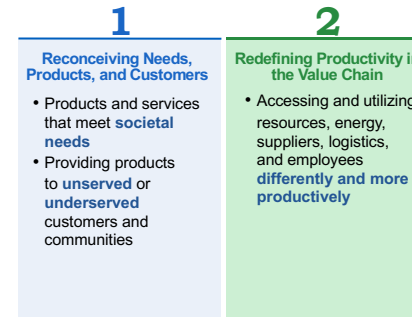 1
Reconceiving Needs,
Products, and Customers
• Products and services
that meet societal
needs
• Providing products
to unserved or
underserved
customers and
communities
2
Redefining Productivity i
the Value Chain
• Accessing and utilizing
resources, energy,
suppliers, logistics,
and employees
differently and more
productively